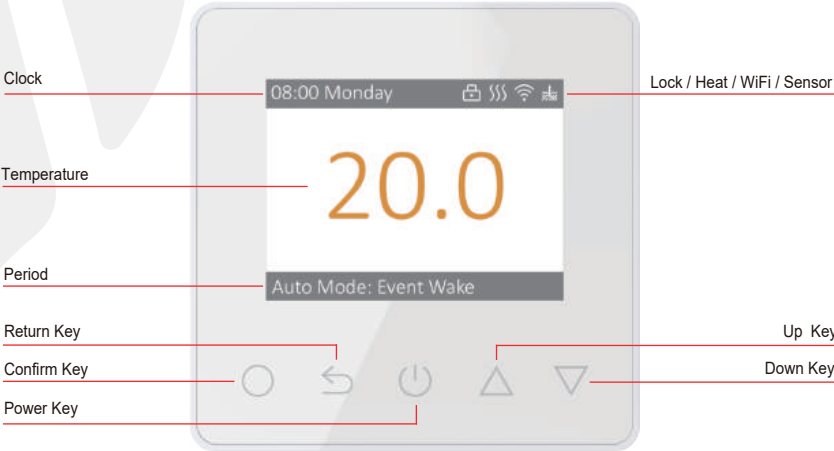 Clock
Lock / Heat / WiFi / Sensor
08:00 Monday
Temperature
20.0
Period
Auto Mode: Event Wake
Return Key
Up Key
Confirm Key
Down Key
Power Key